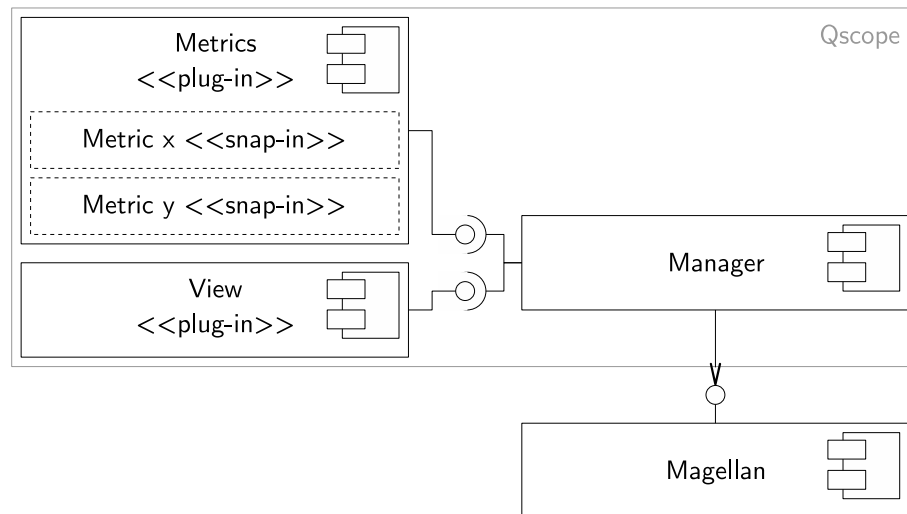 Qscope
Metrics
<<plug-in>>
Metric x <<snap-in>>
Metric y <<snap-in>>
View
<<plug-in>>
Manager
Magellan